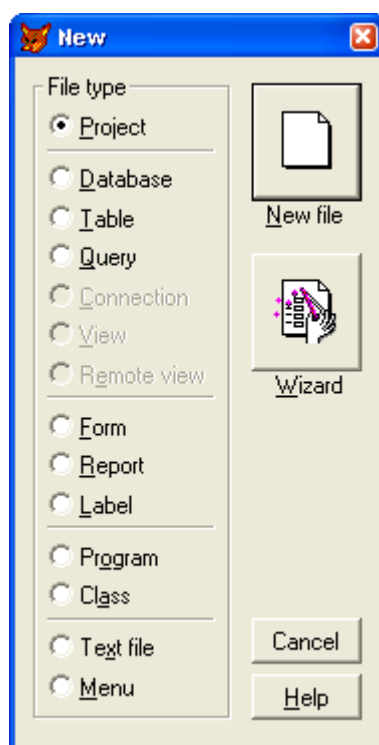 New
File type
Project
Database
Table
Query
Connection
View
Remote view
Form
Report
Label
Program
Class
Text file
Menu
New file
Wizard
Cancel
Help